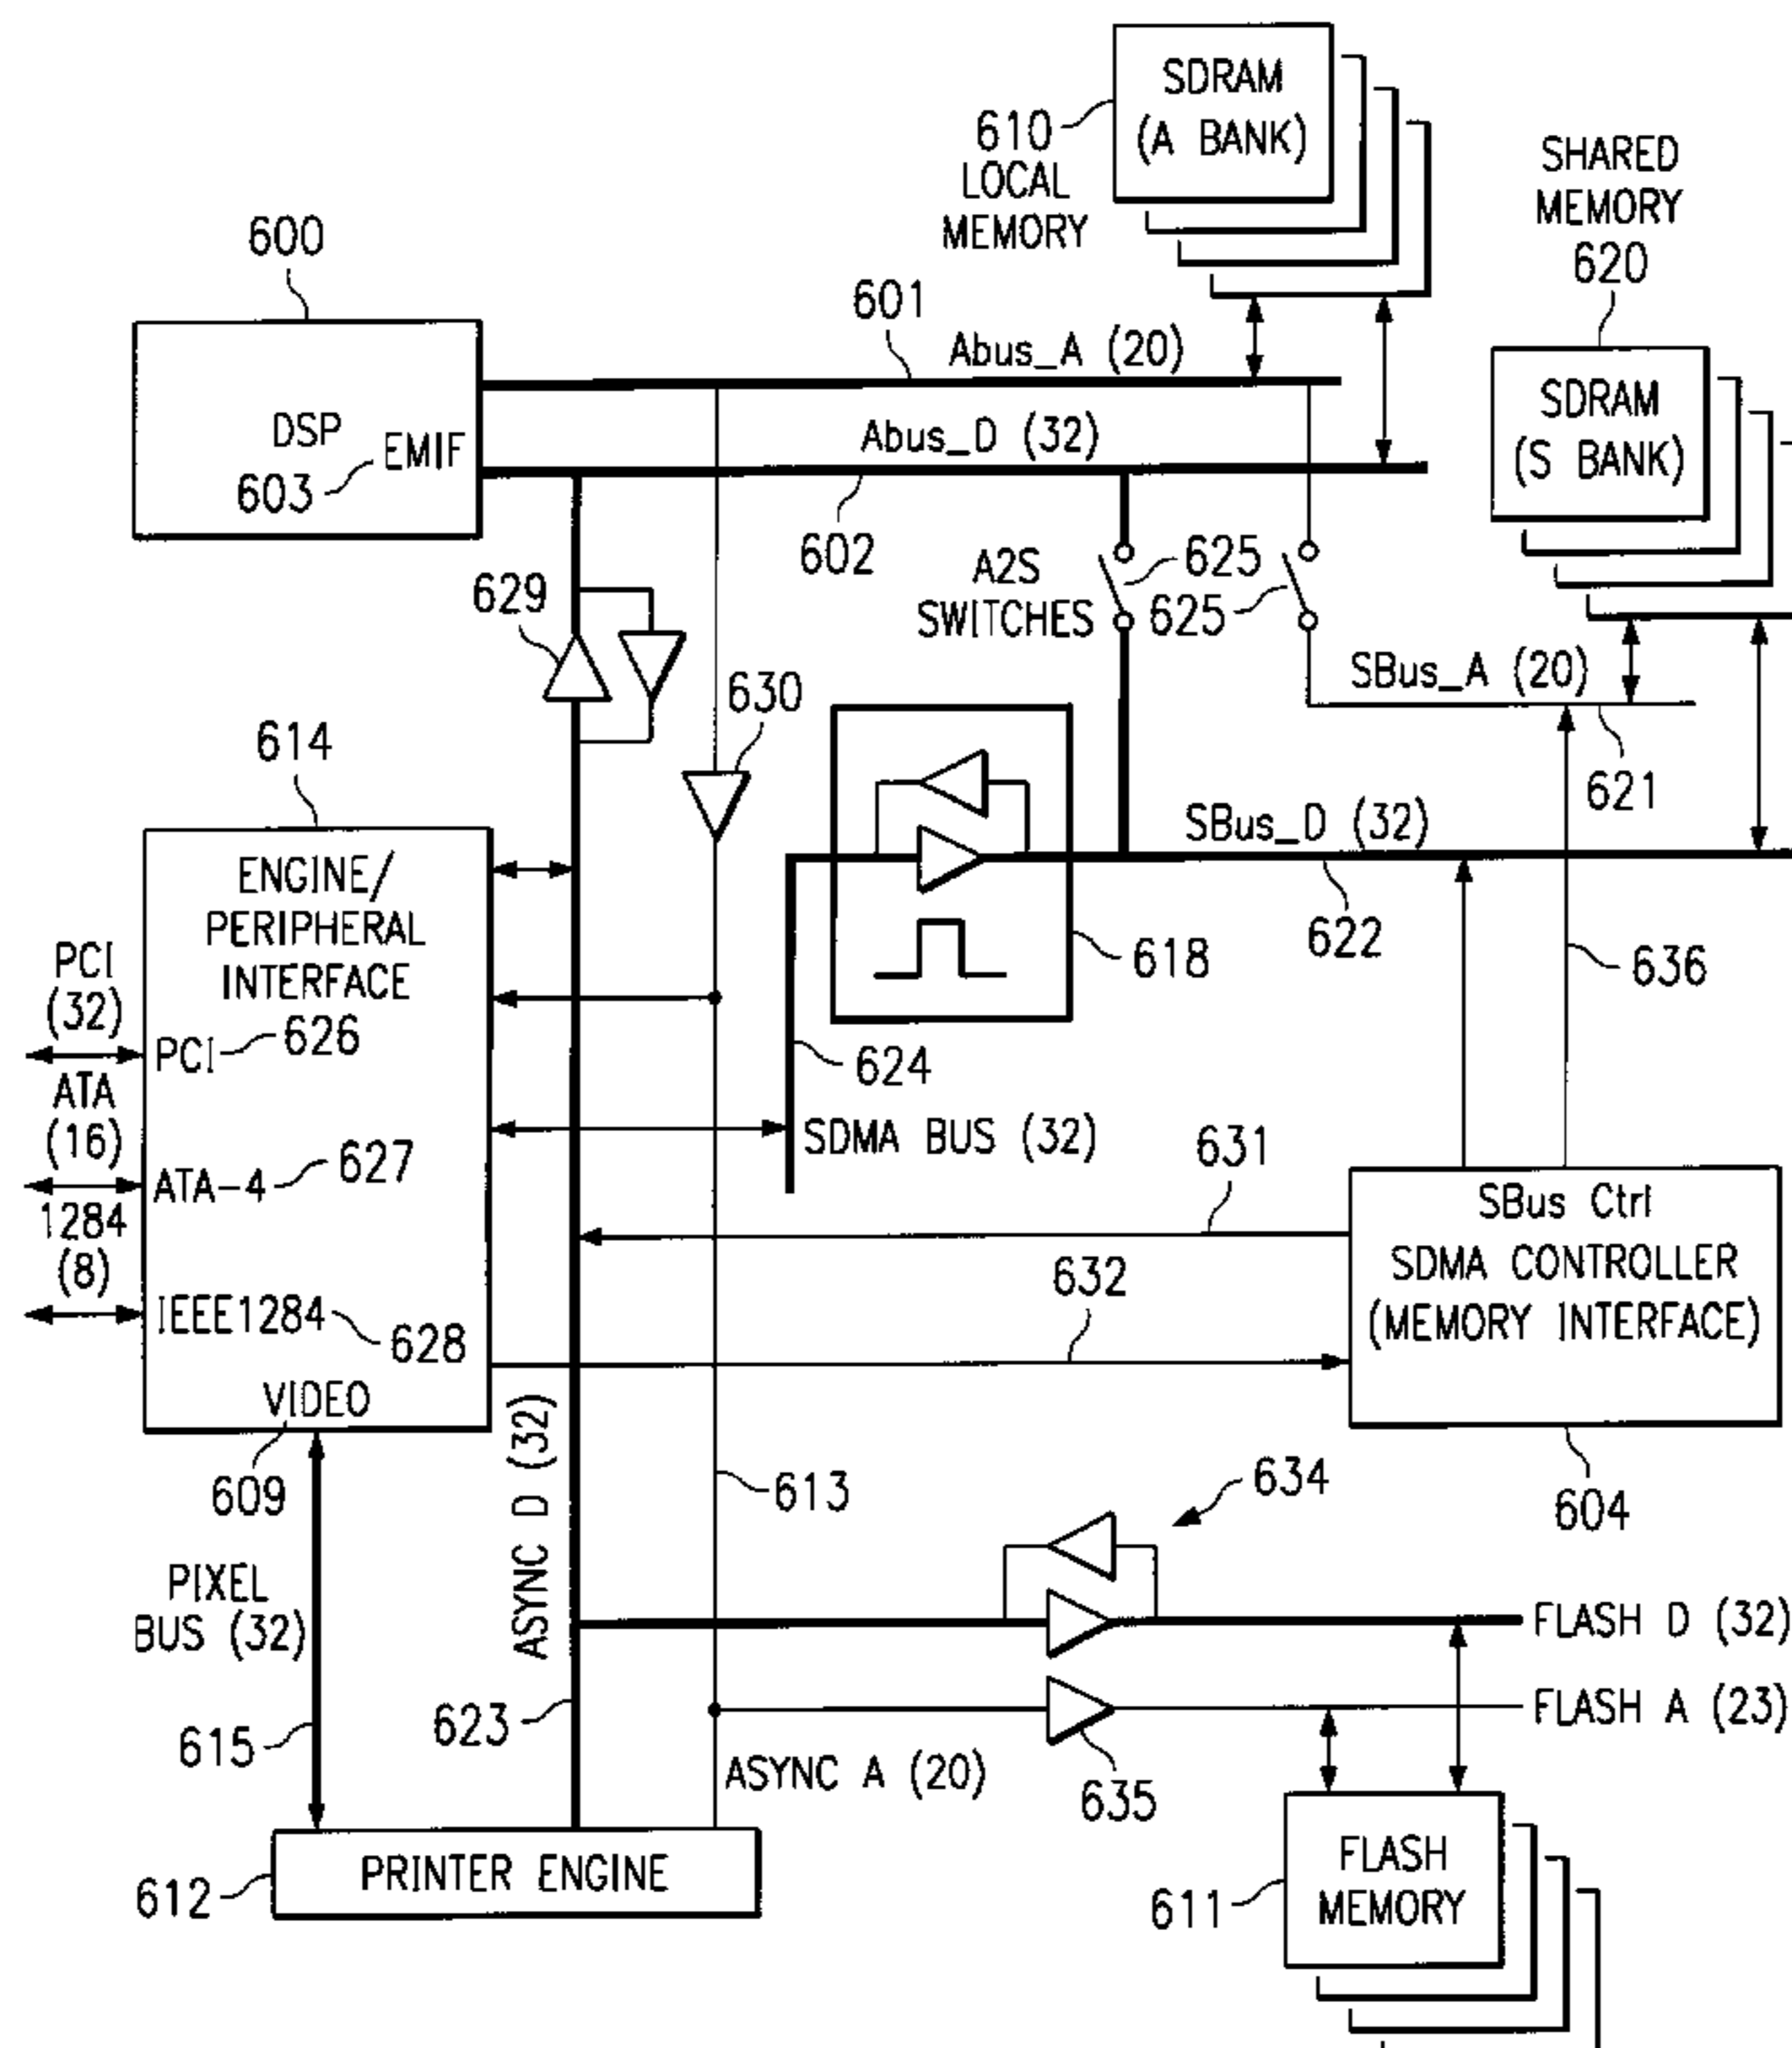 SDRAM
(A BANK)
610
LOCAL
MEMORY
SHARED
MEMORY
620
600
601
Abus_A (20)
SDRAM
(S BANK)
DSP
EMIF
603
Abus_D (32)
602
A2S
SWITCHES
625
625
629
630
SBus_A (20)
621
614
SBus_D (32)
622
618
636
ENGINE/
PERIPHERAL
INTERFACE
PCI
(32)
PCI
626
624
ATA
(16)
SDMA BUS (32)
ATA-4
627
631
1284
(8)
SBus Ctrl
SDMA CONTROLLER
(MEMORY INTERFACE)
632
IEEE1284
628
VIDEO
609
ASYNC D (32)
613
634
604
PIXEL
BUS (32)
FLASH D (32)
623
FLASH A (23)
615
ASYNC A (20)
635
PRINTER ENGINE
612
FLASH
MEMORY
611